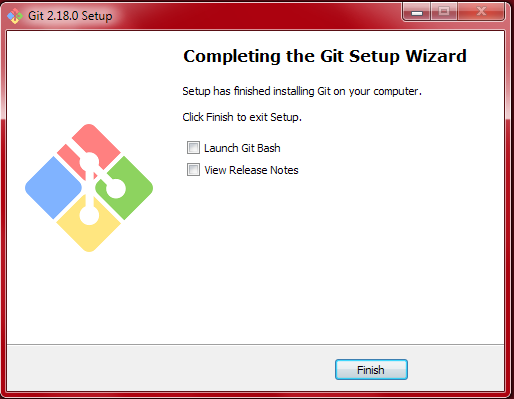 Git 2.18.0 Setup
Completing the Git Setup Wizard
Setup has finished installing Git on your computer.
Click Finish to exit Setup.
Launch Git Bash
View Release Notes
Finish